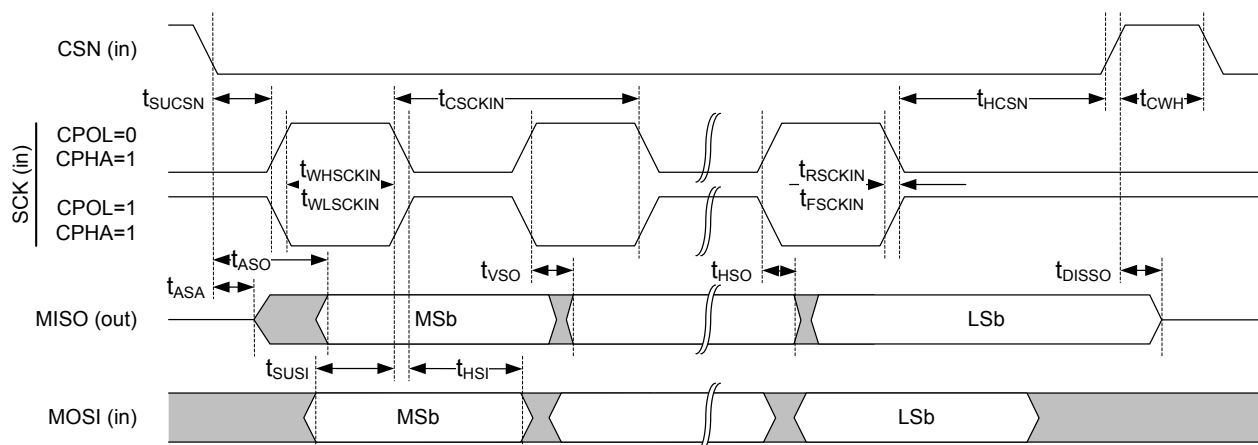 CSN (in)
tSUCSN
tCSCKIN
tHCSN
tCWH
SCK (in)
CPOL=0
CPHA=1
tWHSCKIN
tWLSCKIN
tRSCKIN
tFSCKIN
CPOL=1
CPHA=1
tASO
tASA
tVSO
tHSO
tDISSO
MISO (out)
MSb
LSb
tSUSI
tHSI
MOSI (in)
MSb
LSb